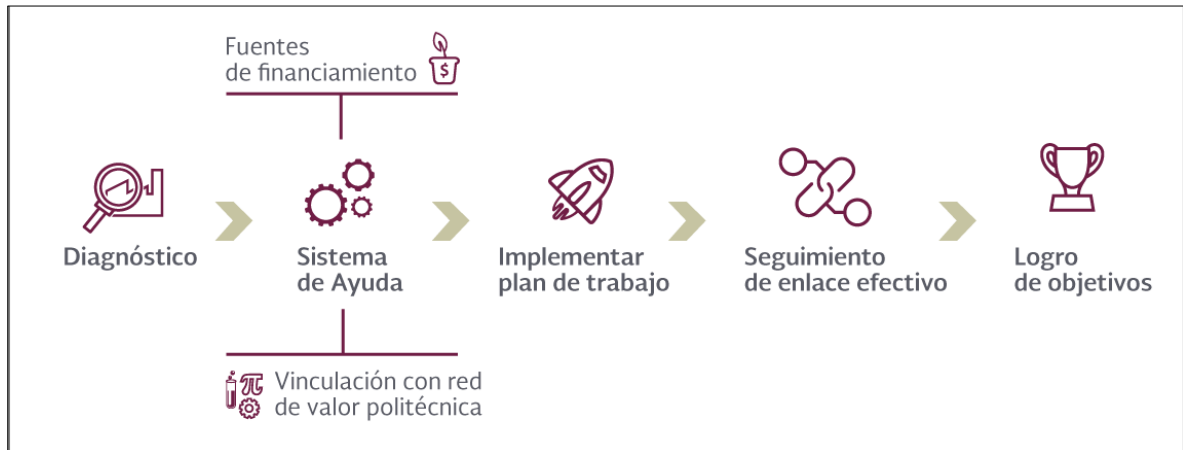 Fuentes
de financiamiento
$
Diagnóstico
Sistema
de Ayuda
Implementar
plan de trabajo
Seguimiento
de enlace efectivo
Logro
de objetivos
π
Vinculación con red
de valor politécnica